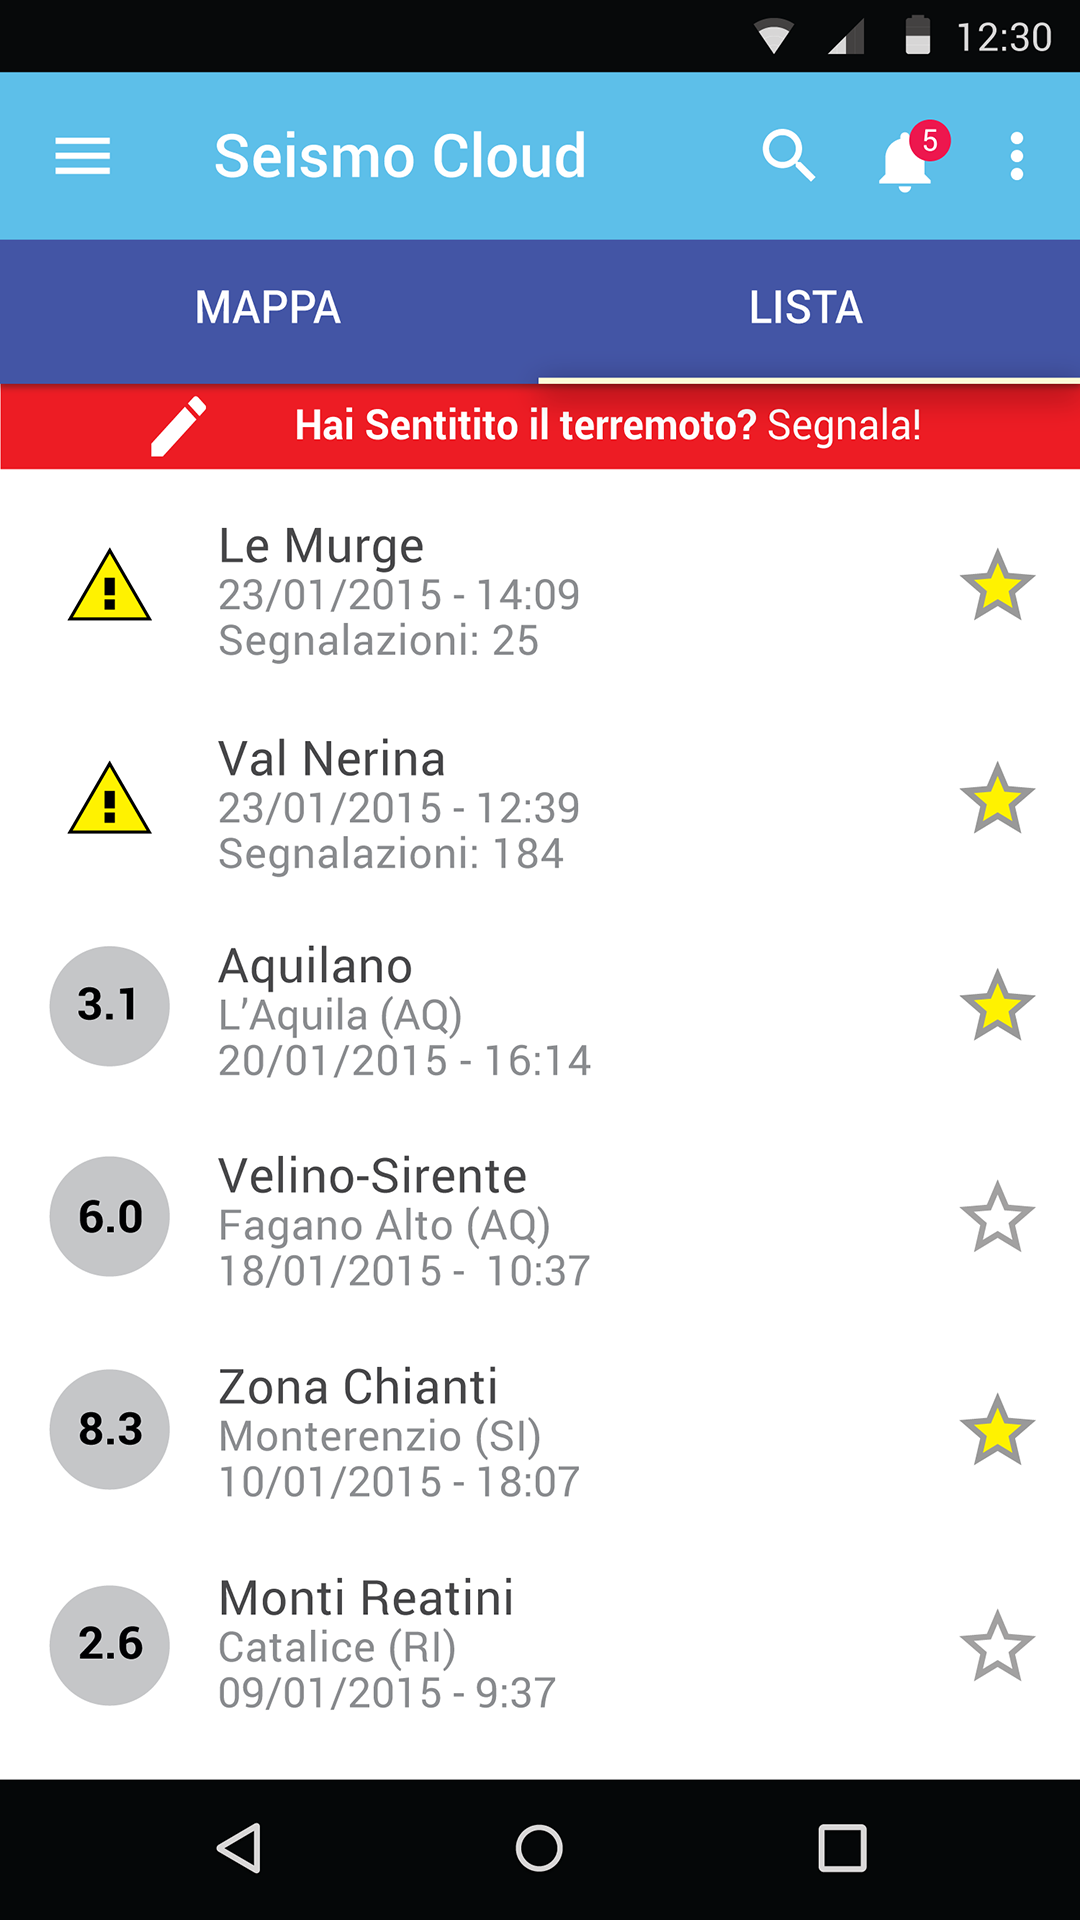 12:30
Seismo Cloud
5
MAPPA
LISTA
Hai Sentitito il terremoto? Segnala!
Le Murge
23/01/2015 - 14:09
Segnalazioni: 25
Val Nerina
23/01/2015 - 12:39
Segnalazioni: 184
3.1
Aquilano
L'Aquila (AQ)
20/01/2015 - 16:14
6.0
Velino-Sirente
Fagano Alto (AQ)
18/01/2015 - 10:37
8.3
Zona Chianti
Monterenzio (SI)
10/01/2015 - 18:07
2.6
Monti Reatini
Catalice (RI)
09/01/2015 - 9:37